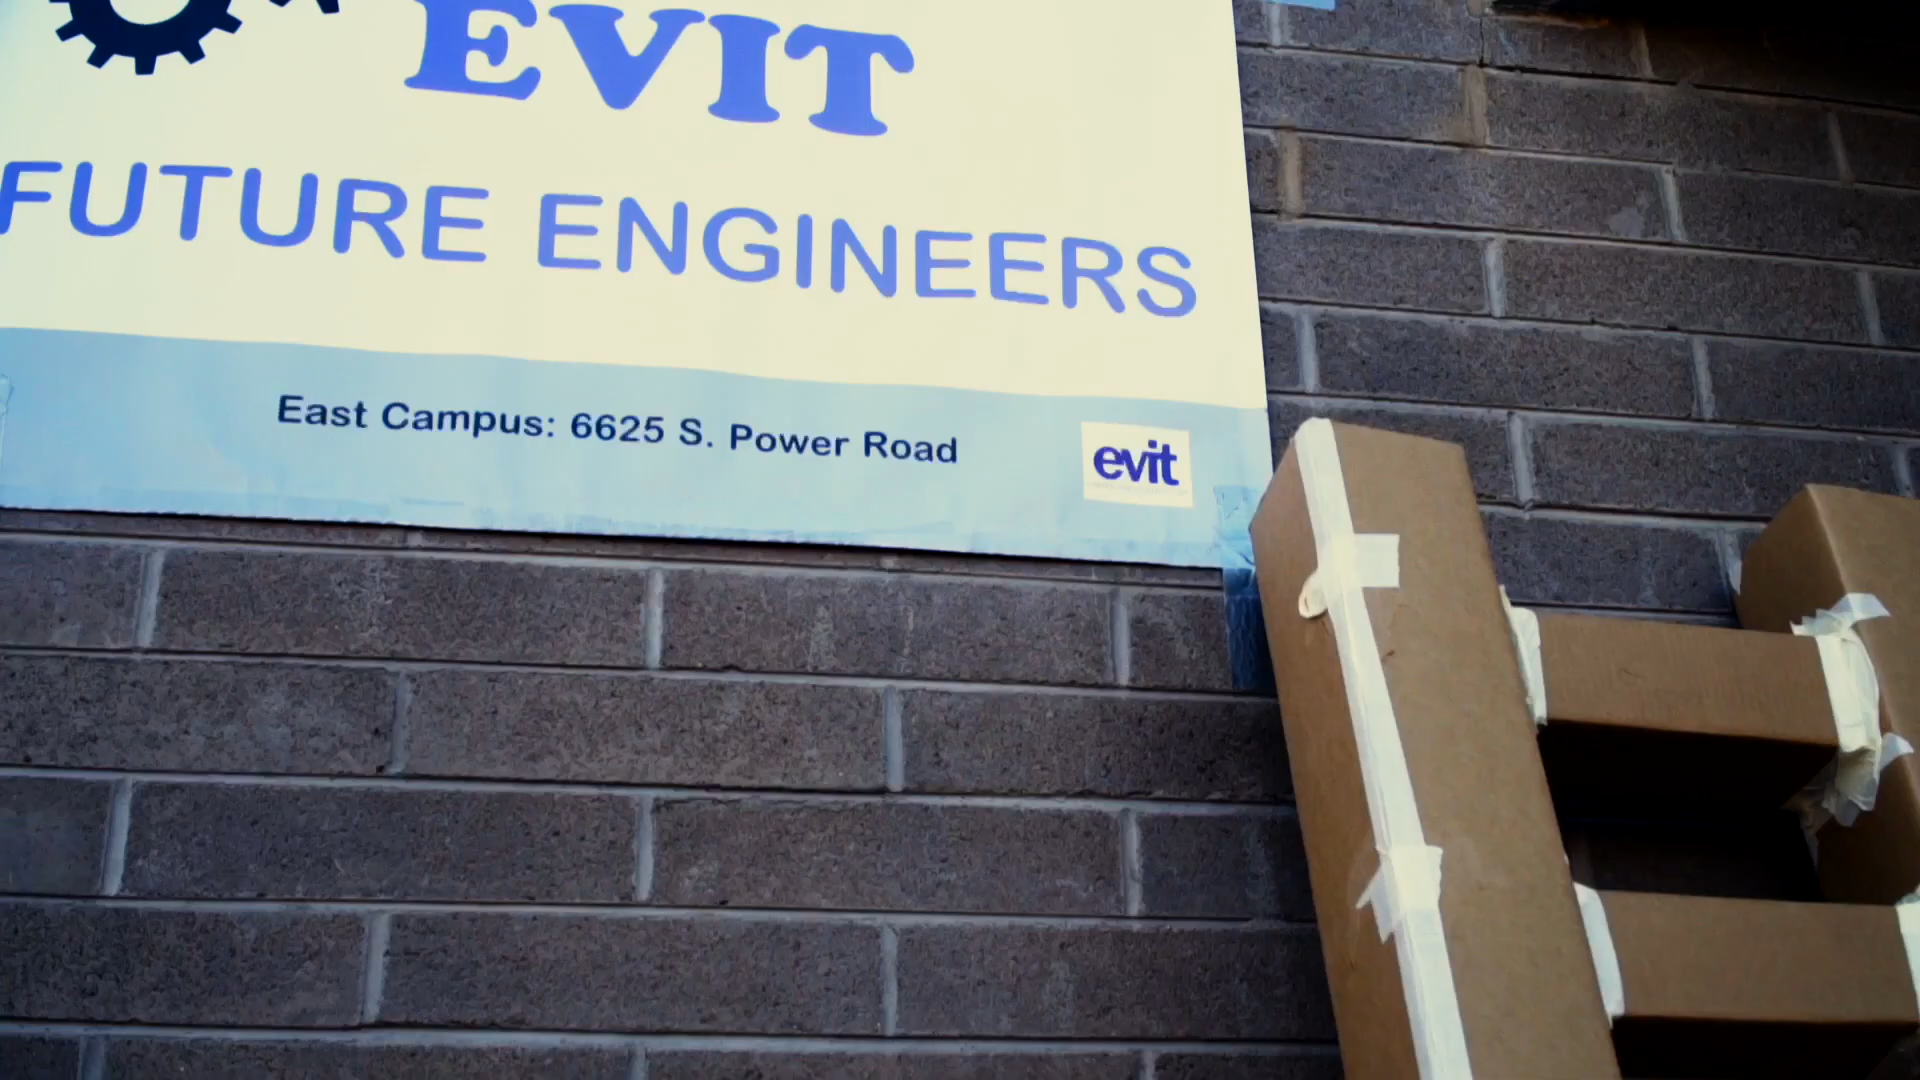 EVIT
FUTURE ENGINEERS
East Campus: 6625 S. Power Road
evit